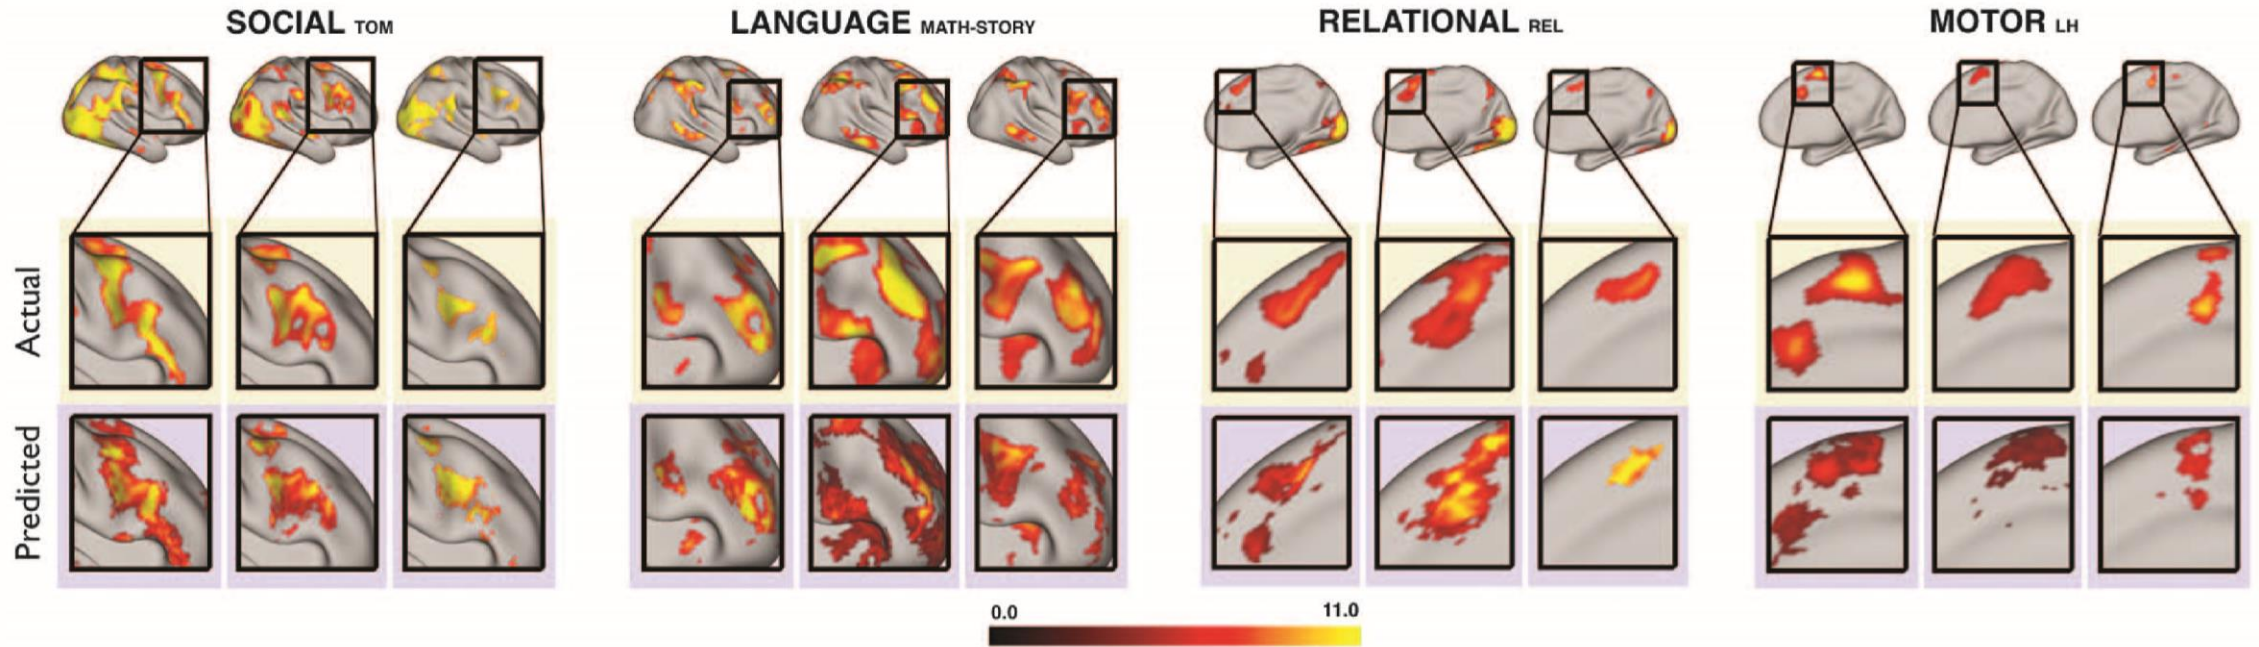 SOCIAL TOM
LANGUAGE MATH-STORY
RELATIONAL REL
MOTOR LH
Actual
Predicted
0.0
11.0